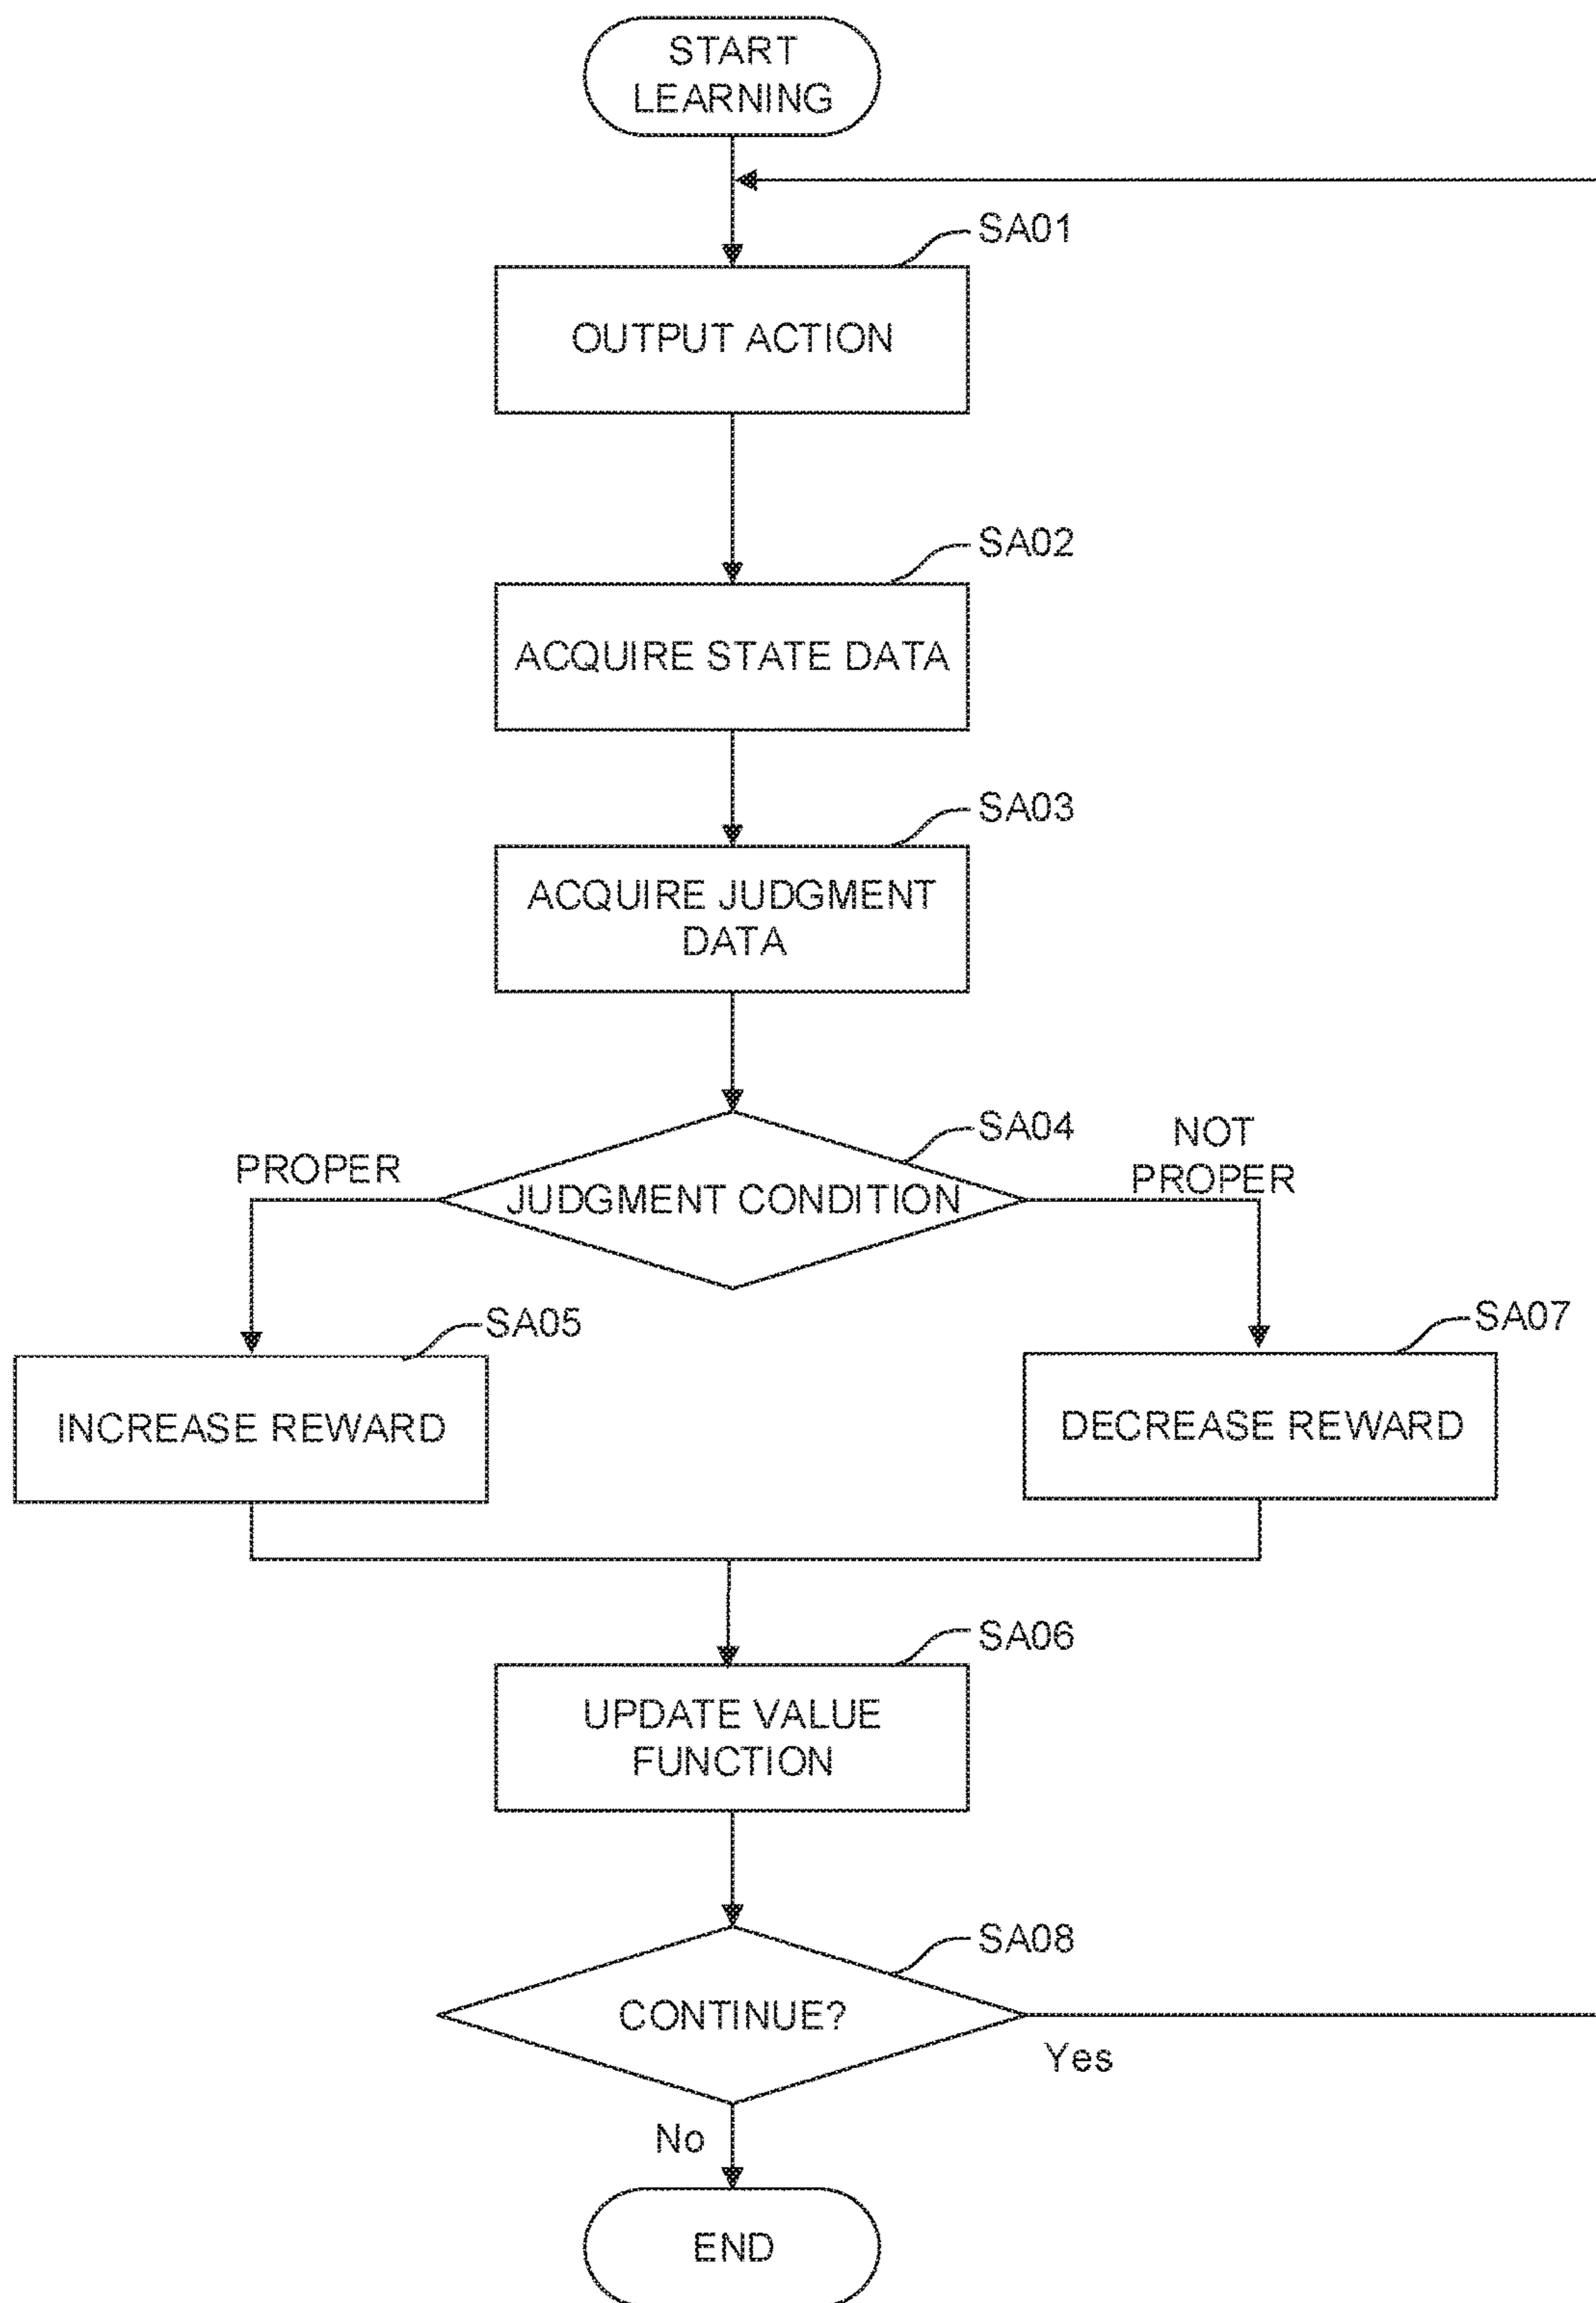 START
LEARNING
SA01
OUTPUT ACTION
SA02
ACQUIRE STATE DATA
SA03
ACQUIRE JUDGMENT
DATA
SA04
NOT
PROPER
PROPER
JUDGMENT CONDITION
SA05
SA07
INCREASE REWARD
DECREASE REWARD
SA06
UPDATE VALUE
FUNCTION
SA08
CONTINUE?
Yes
No
END